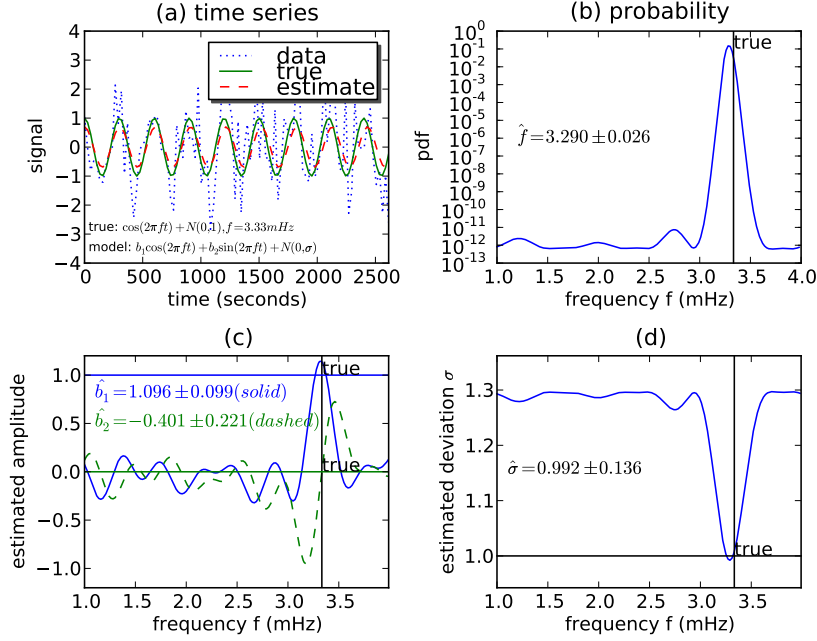 (a) time series
4
3
2
1
0
−1
−2
−3
−4
signal
data
true
estimate
true: cos(2πft)+N(0,1),f=3.33mHz
model: b₁cos(2πft)+b₂sin(2πft)+N(0,σ)
0 500 1000 1500 2000 2500
time (seconds)
(b) probability
10⁰
10⁻¹
10⁻²
10⁻³
10⁻⁴
10⁻⁵
10⁻⁶
10⁻⁷
10⁻⁸
10⁻⁹
10⁻¹⁰
10⁻¹¹
10⁻¹²
10⁻¹³
pdf
true
f̂=3.290±0.026
1.0 1.5 2.0 2.5 3.0 3.5 4.0
frequency f (mHz)
(c)
1.0
0.5
0.0
−0.5
−1.0
estimated amplitude
true
b̂₁=1.096±0.099(solid)
b̂₂=−0.401±0.221(dashed)
true
1.0 1.5 2.0 2.5 3.0 3.5
frequency f (mHz)
(d)
1.3
1.2
1.1
1.0
estimated deviation σ
σ̂=0.992±0.136
true
1.0 1.5 2.0 2.5 3.0 3.5
frequency f (mHz)